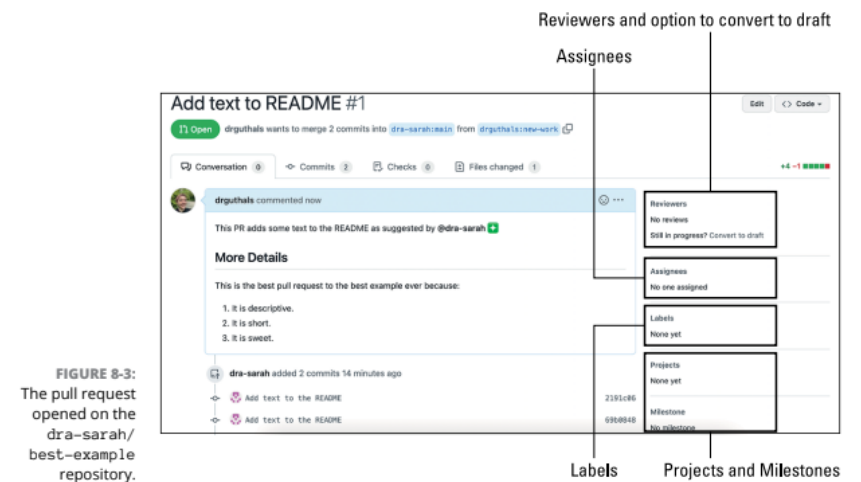 Reviewers and option to convert to draft
Assignees
Add text to README #1
Edit
<> Code
Open
drguthals wants to merge 2 commits into dra-sarah:main from drguthals:new-work
Conversation 0
Commits 2
Checks 0
Files changed 1
+4 −1
drguthals commented now
This PR adds some text to the README as suggested by @dra-sarah
More Details
This is the best pull request to the best example ever because:
1. It is descriptive.
2. It is short.
3. It is sweet.
dra-sarah added 2 commits 14 minutes ago
Add text to the README 2191c06
Add text to the README 69b0840
Reviewers
No reviews
Still in progress? Convert to draft
Assignees
No one assigned
Labels
None yet
Projects
None yet
Milestone
No milestone
Labels
Projects and Milestones
FIGURE 8-3:
The pull request
opened on the
dra-sarah/
best-example
repository.